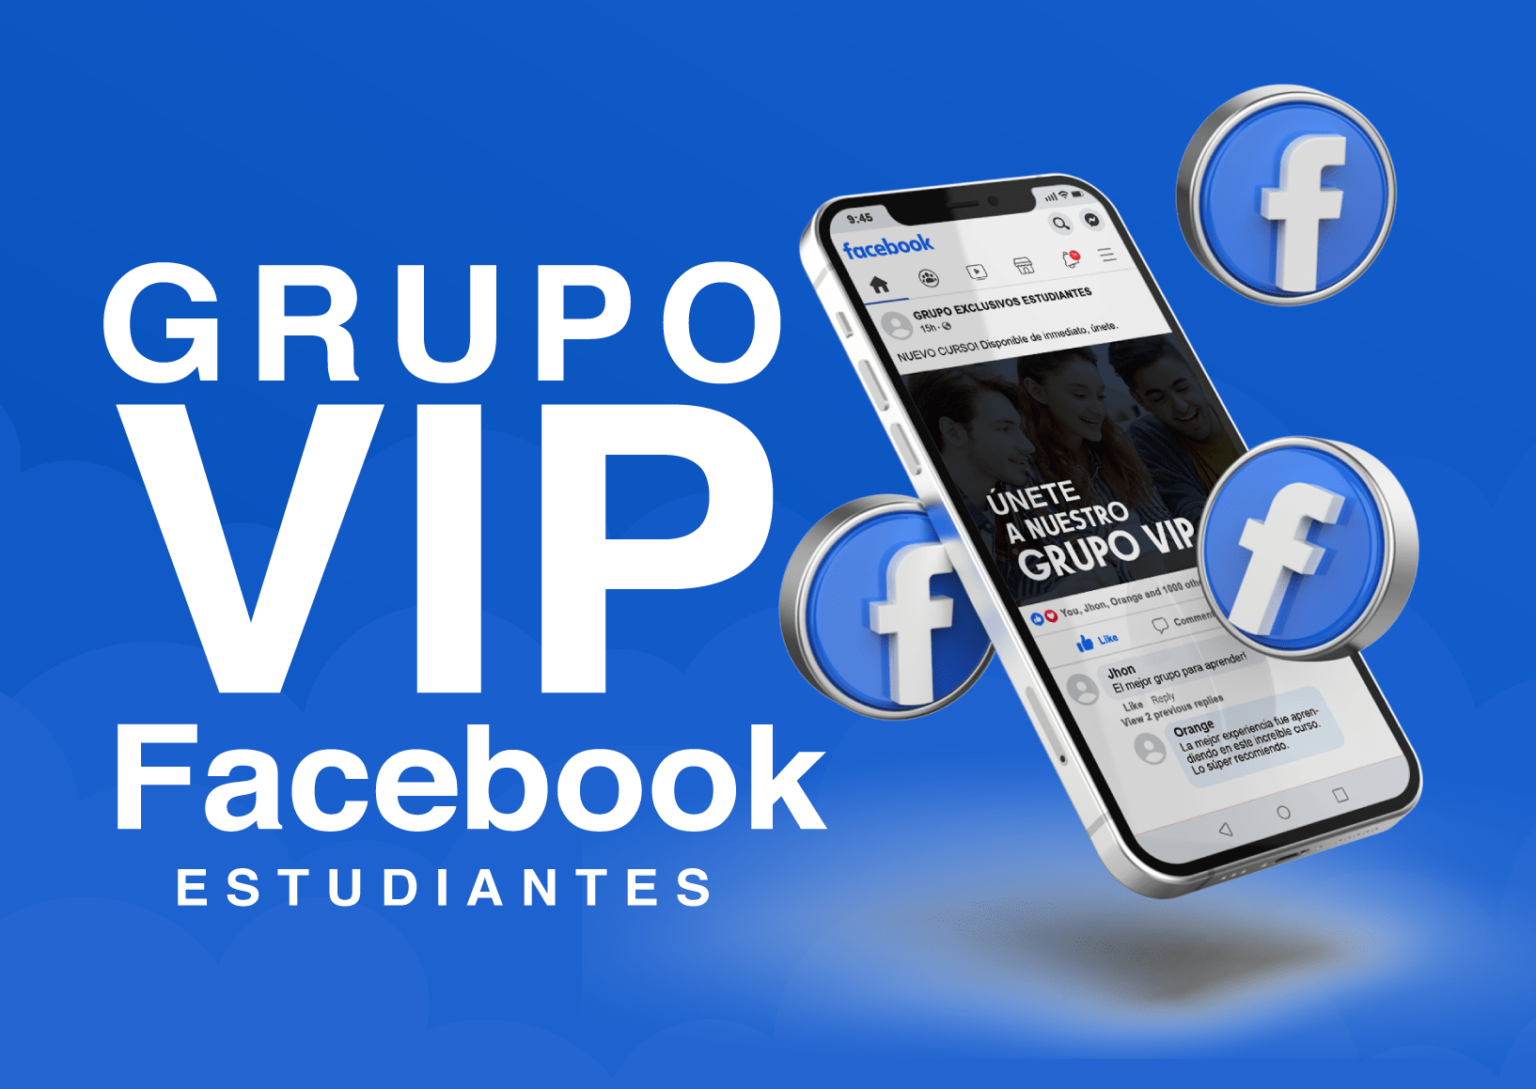 GRUPO
VIP
Facebook
ESTUDIANTES
9:45
facebook
GRUPO EXCLUSIVOS ESTUDIANTES
15h ·
NUEVO CURSO! Disponible de inmediato, únete.
ÚNETE
A NUESTRO
GRUPO VIP
You, Jhon, Orange and 1000 othe
Like
Comment
Jhon
El mejor grupo para aprender!
Like Reply
View 2 previous replies
Orange
La mejor experiencia fue apren-
diendo en este increible curso.
Lo súper recomiendo.